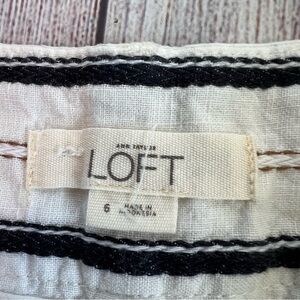 ANN TAYLOR
LOFT
6
MADE IN
INDONESIA